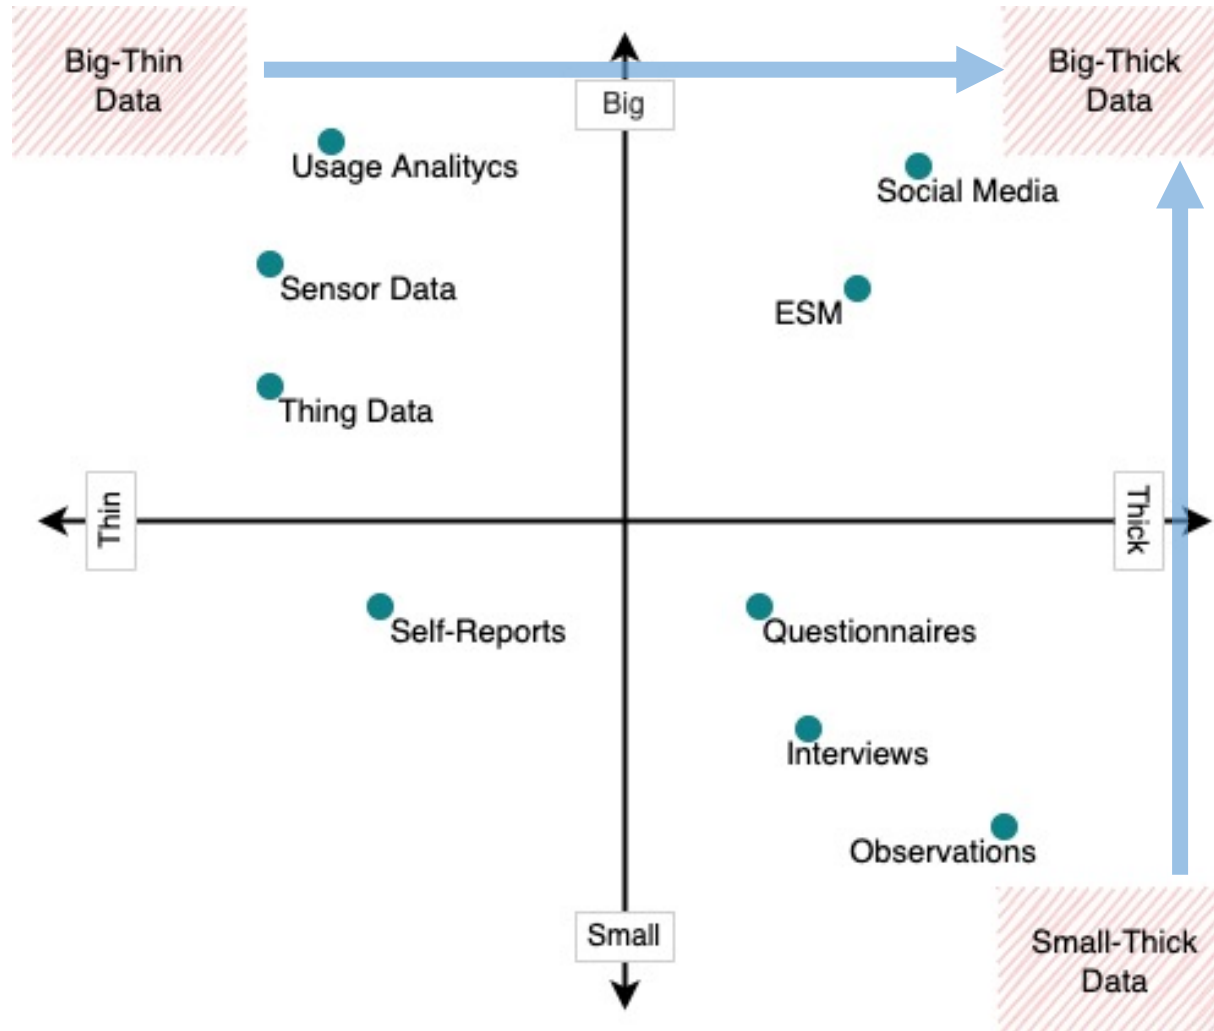 Big-Thin
Data
Big-Thick
Data
Big
Usage Analitycs
Social Media
Sensor Data
ESM
Thing Data
Thin
Thick
Self-Reports
Questionnaires
Interviews
Observations
Small
Small-Thick
Data